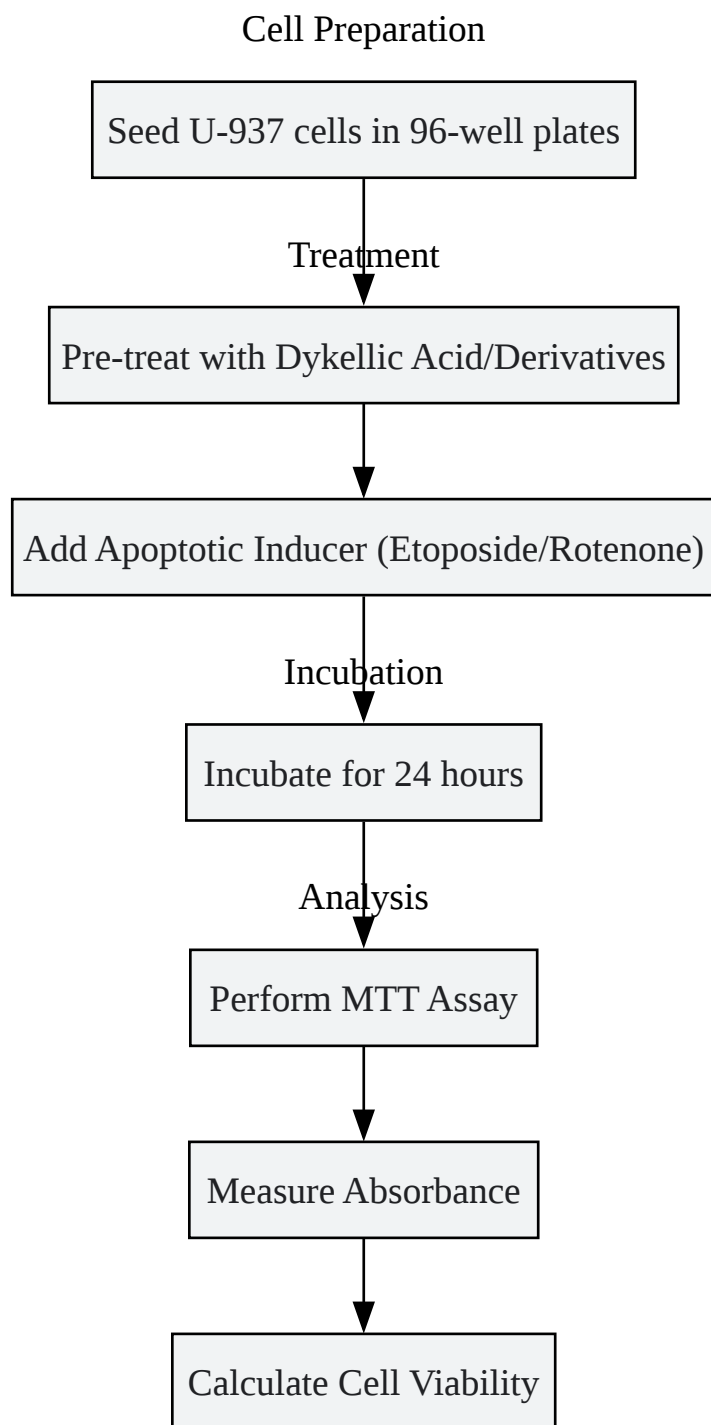 Cell Preparation
Seed U-937 cells in 96-well plates
Treatment
Pre-treat with Dykellic Acid/Derivatives
Add Apoptotic Inducer (Etoposide/Rotenone)
Incubation
Incubate for 24 hours
Analysis
Perform MTT Assay
Measure Absorbance
Calculate Cell Viability